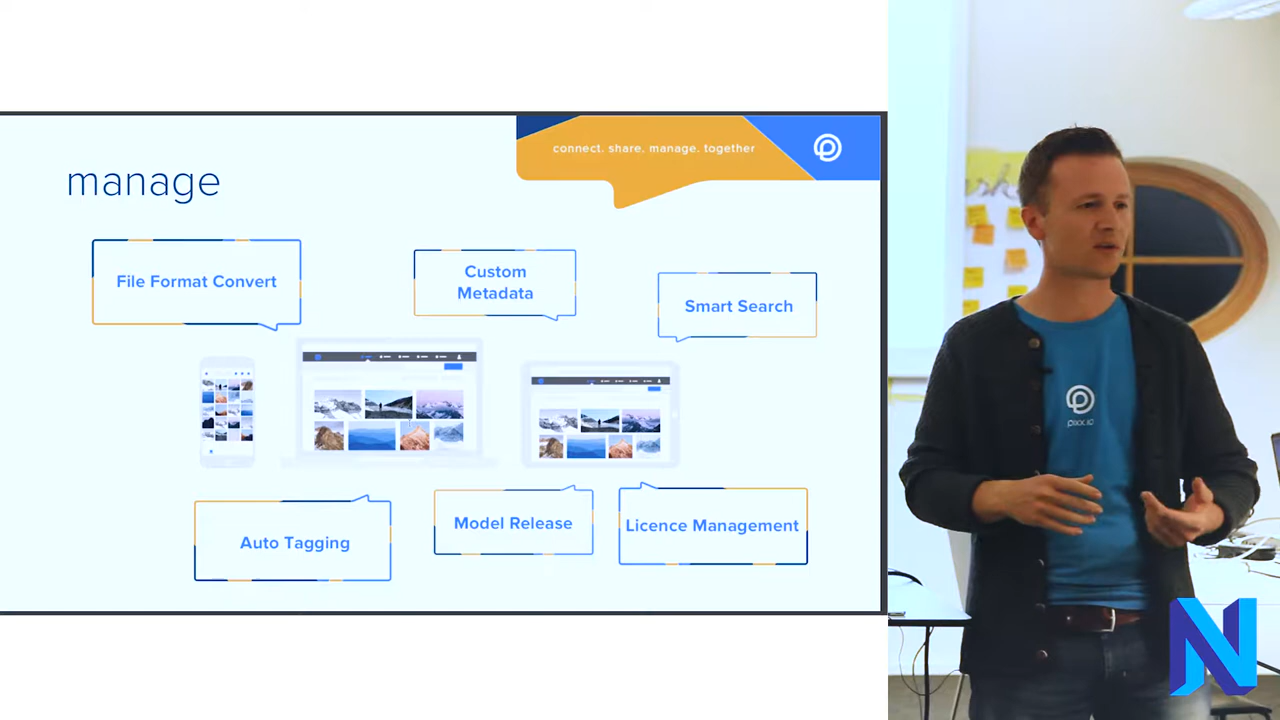 connect. share. manage. together
manage
File Format Convert
Custom
Metadata
Smart Search
Auto Tagging
Model Release
Licence Management
pixx.io
N